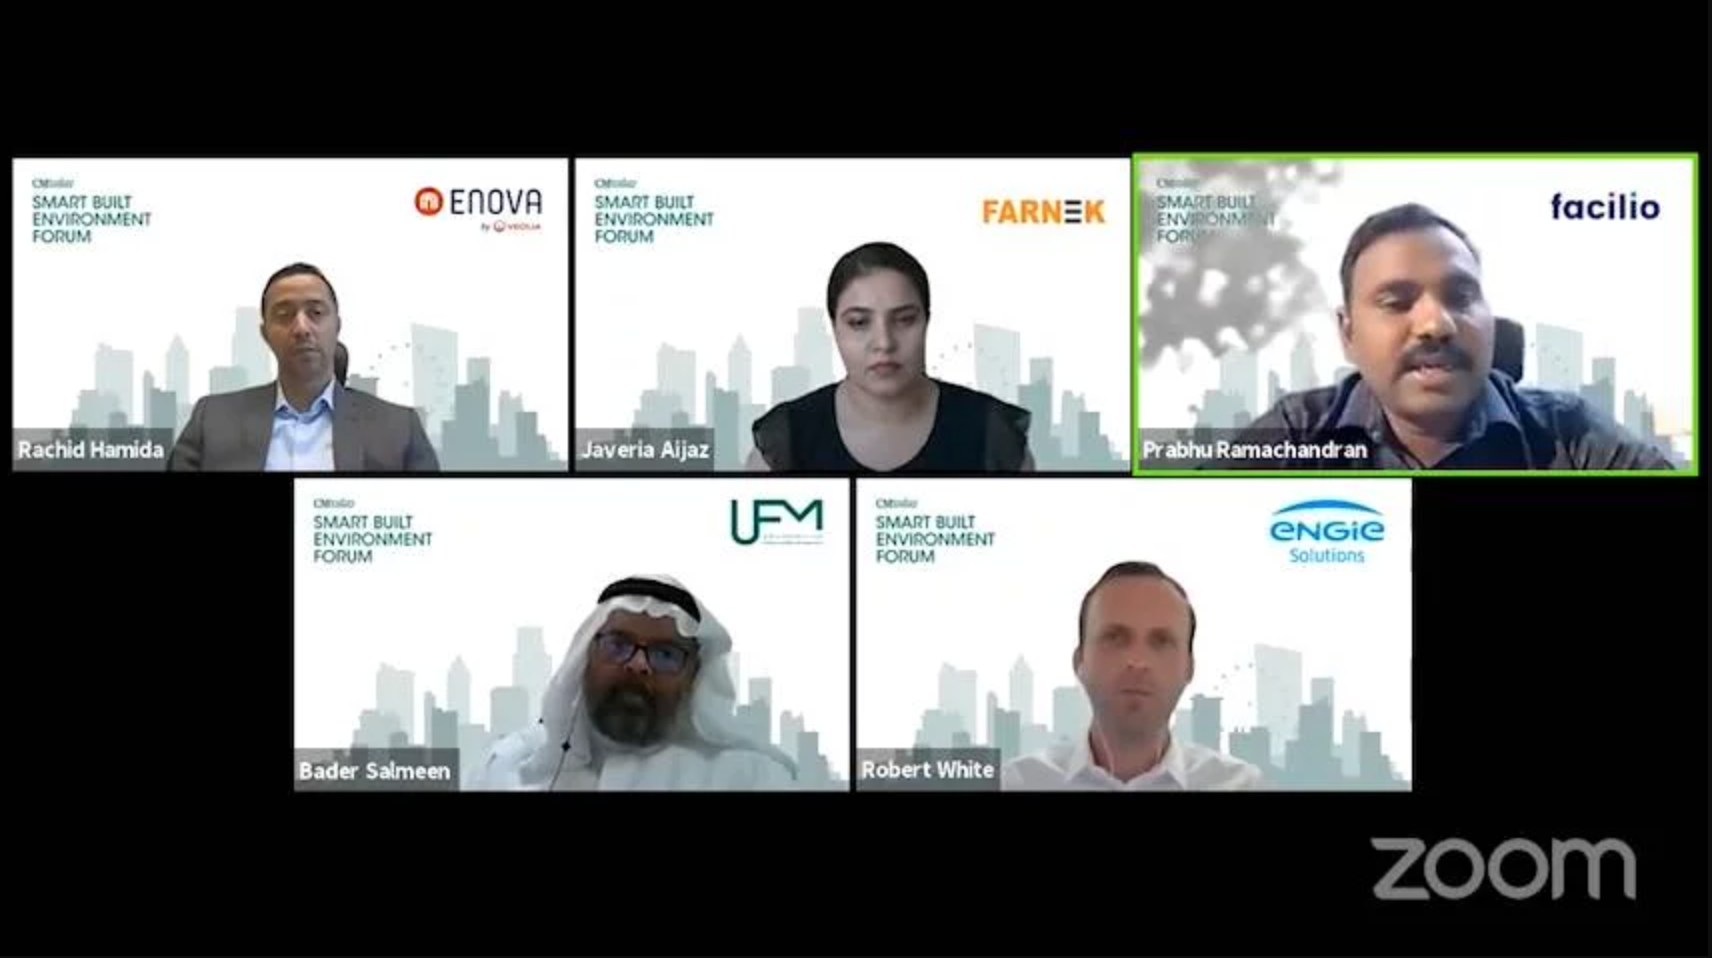 SMART BUILT
ENVIRONMENT
FORUM
ENOVA
by VEOLIA
Rachid Hamida
SMART BUILT
ENVIRONMENT
FORUM
FARNEK
Javeria Aijaz
SMART BUILT
ENVIRONMENT
FORUM
facilio
Prabhu Ramachandran
SMART BUILT
ENVIRONMENT
FORUM
UFM
Bader Salmeen
SMART BUILT
ENVIRONMENT
FORUM
ENGIE
Solutions
Robert White
zoom